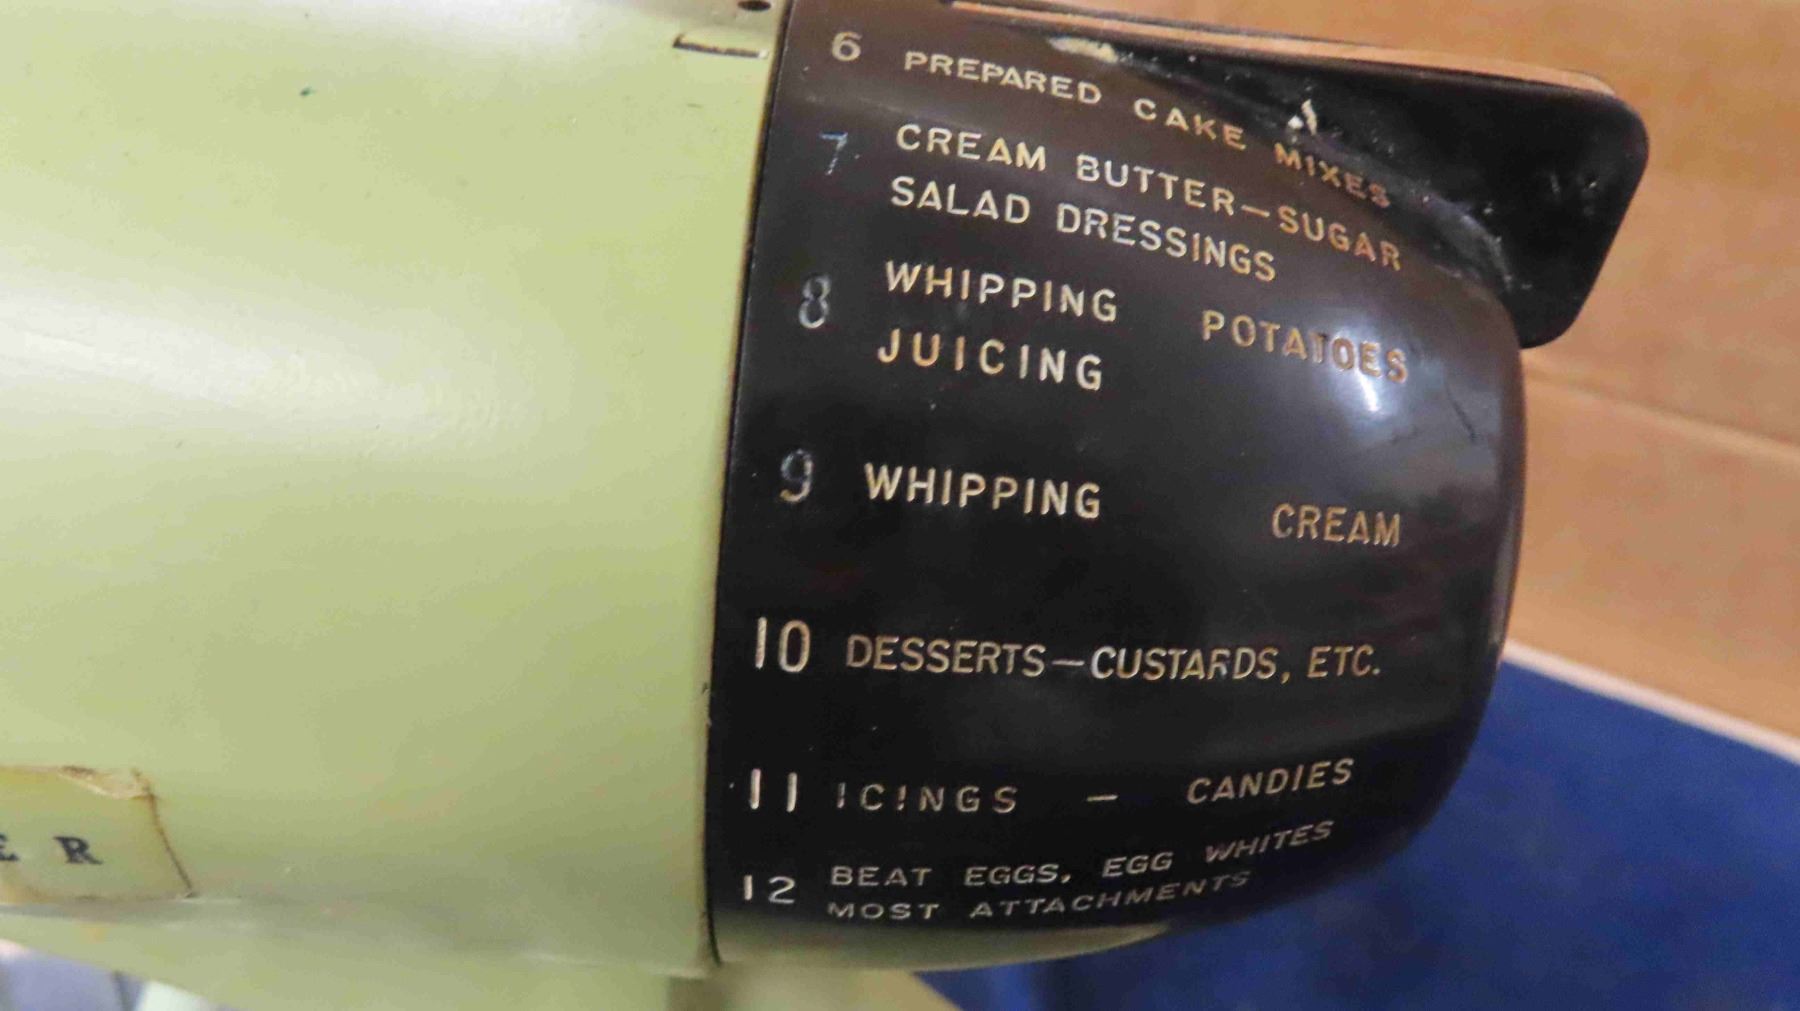 6 PREPARED CAKE MIXES
7 CREAM BUTTER—SUGAR
SALAD DRESSINGS
8 WHIPPING POTATOES
JUICING
9 WHIPPING CREAM
10 DESSERTS—CUSTARDS, ETC.
11 ICINGS — CANDIES
12 BEAT EGGS, EGG WHITES
MOST ATTACHMENTS
E R